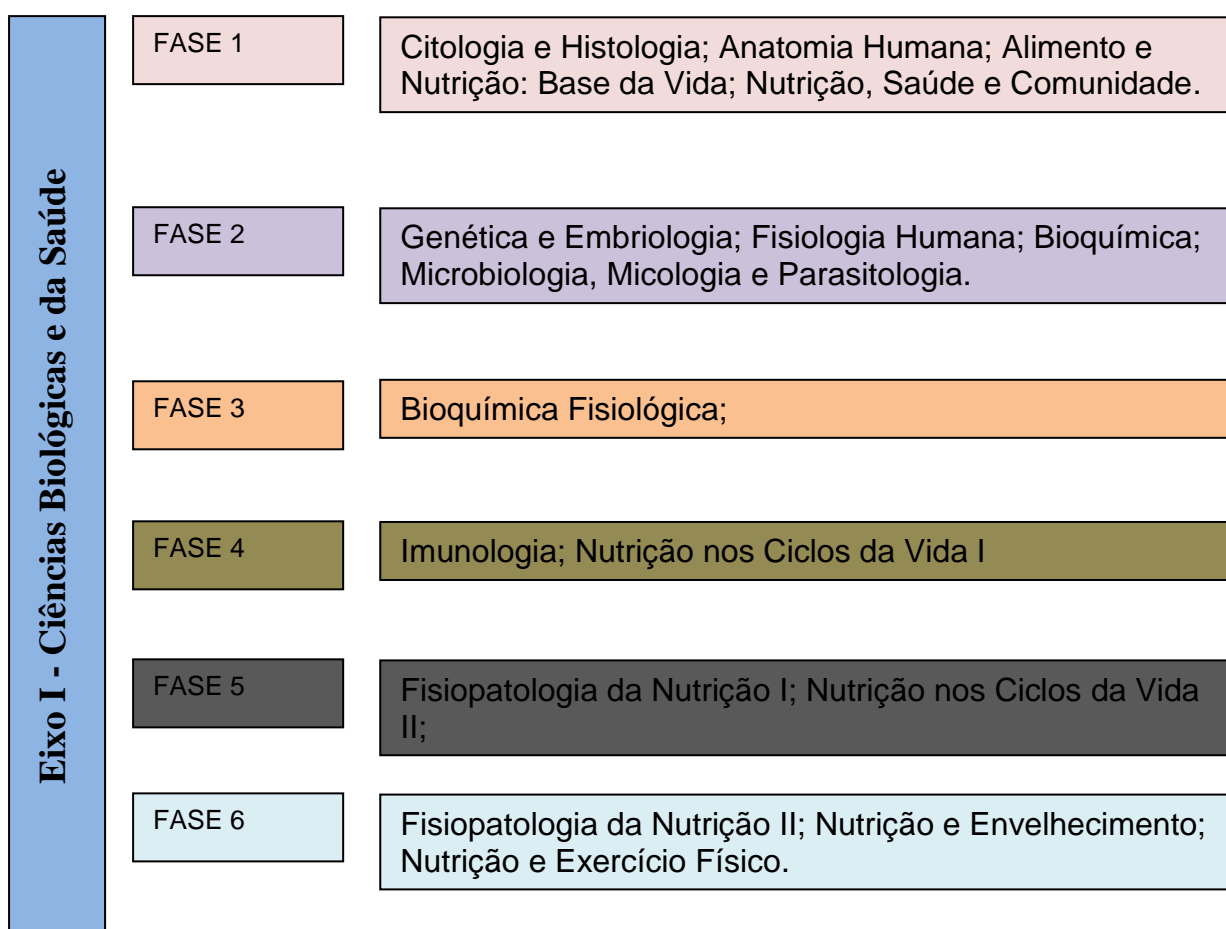 Eixo I - Ciências Biológicas e da Saúde
FASE 1
Citologia e Histologia; Anatomia Humana; Alimento e
Nutrição: Base da Vida; Nutrição, Saúde e Comunidade.
FASE 2
Genética e Embriologia; Fisiologia Humana; Bioquímica;
Microbiologia, Micologia e Parasitologia.
FASE 3
Bioquímica Fisiológica;
FASE 4
Imunologia; Nutrição nos Ciclos da Vida I
FASE 5
Fisiopatologia da Nutrição I; Nutrição nos Ciclos da Vida
II;
FASE 6
Fisiopatologia da Nutrição II; Nutrição e Envelhecimento;
Nutrição e Exercício Físico.